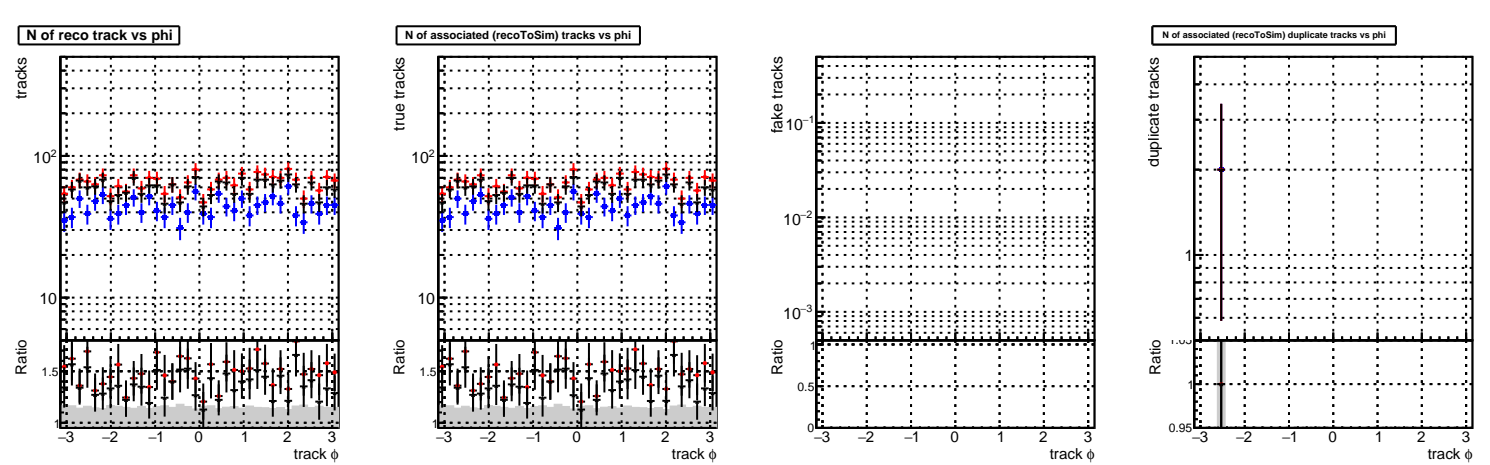 N of reco track vs phi
tracks
10²
10
Ratio
1.5
1
−3 −2 −1 0 1 2 3
track ϕ
N of associated (recoToSim) tracks vs phi
true tracks
10²
10
Ratio
1.5
1
−3 −2 −1 0 1 2 3
track ϕ
fake tracks
10⁻¹
10⁻²
10⁻³
Ratio
1
0.5
0
−3 −2 −1 0 1 2 3
track ϕ
N of associated (recoToSim) duplicate tracks vs phi
duplicate tracks
1
Ratio
1.05
1
0.95
−3 −2 −1 0 1 2 3
track ϕ